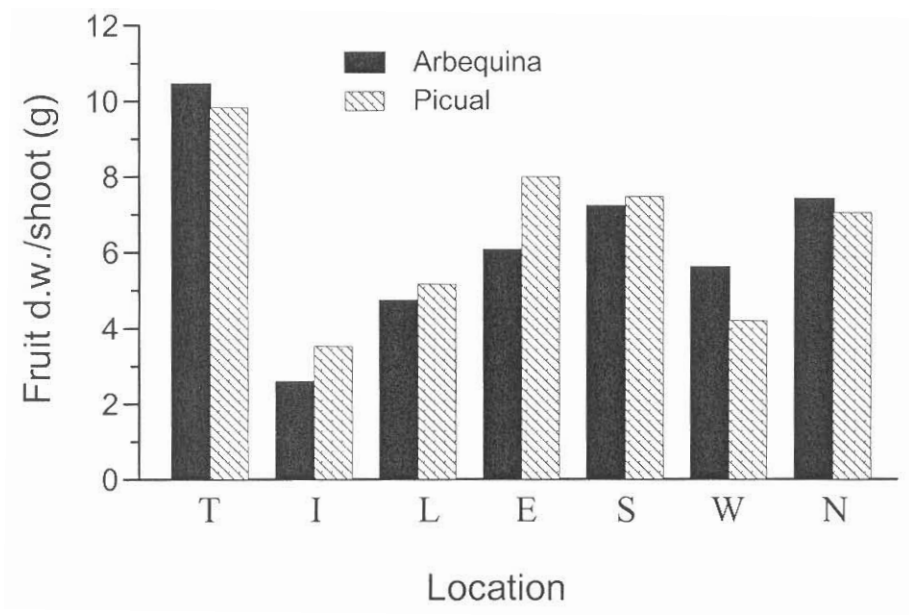 Fruit d.w./shoot (g)
12
10
8
6
4
2
0
Arbequina
Picual
T I L E S W N
Location